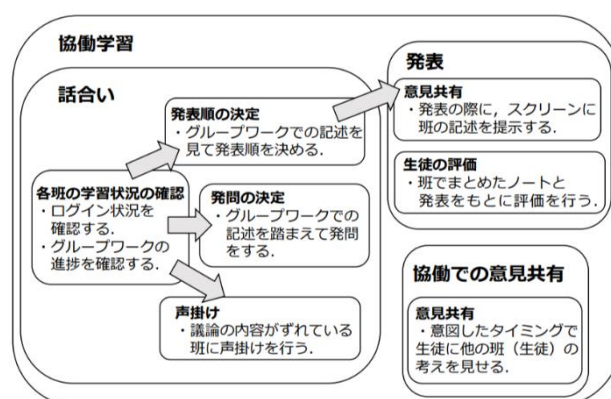 協働学習
話合い
発表順の決定
・グループワークでの記述を
見て発表順を決める．
各班の学習状況の確認
・ログイン状況を
確認する．
・グループワークの
進捗を確認する．
発問の決定
・グループワークでの
記述を踏まえて発問
をする．
声掛け
・議論の内容がずれている
班に声掛けを行う．
発表
意見共有
・発表の際に，スクリーンに
班の記述を提示する．
生徒の評価
・班でまとめたノートと
発表をもとに評価を行う．
協働での意見共有
意見共有
・意図したタイミングで
生徒に他の班（生徒）の
考えを見せる．